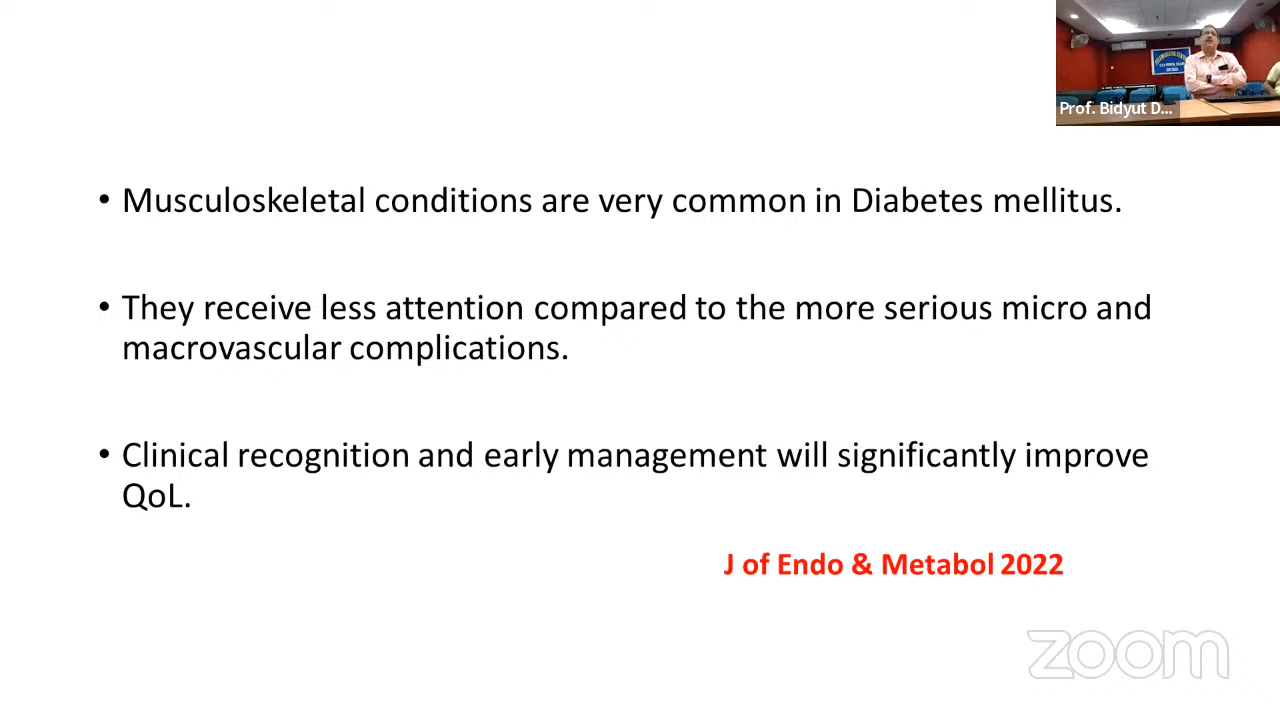 Prof. Bidyut D...
• Musculoskeletal conditions are very common in Diabetes mellitus.
• They receive less attention compared to the more serious micro and
macrovascular complications.
• Clinical recognition and early management will significantly improve
QoL.
J of Endo & Metabol 2022
zoom